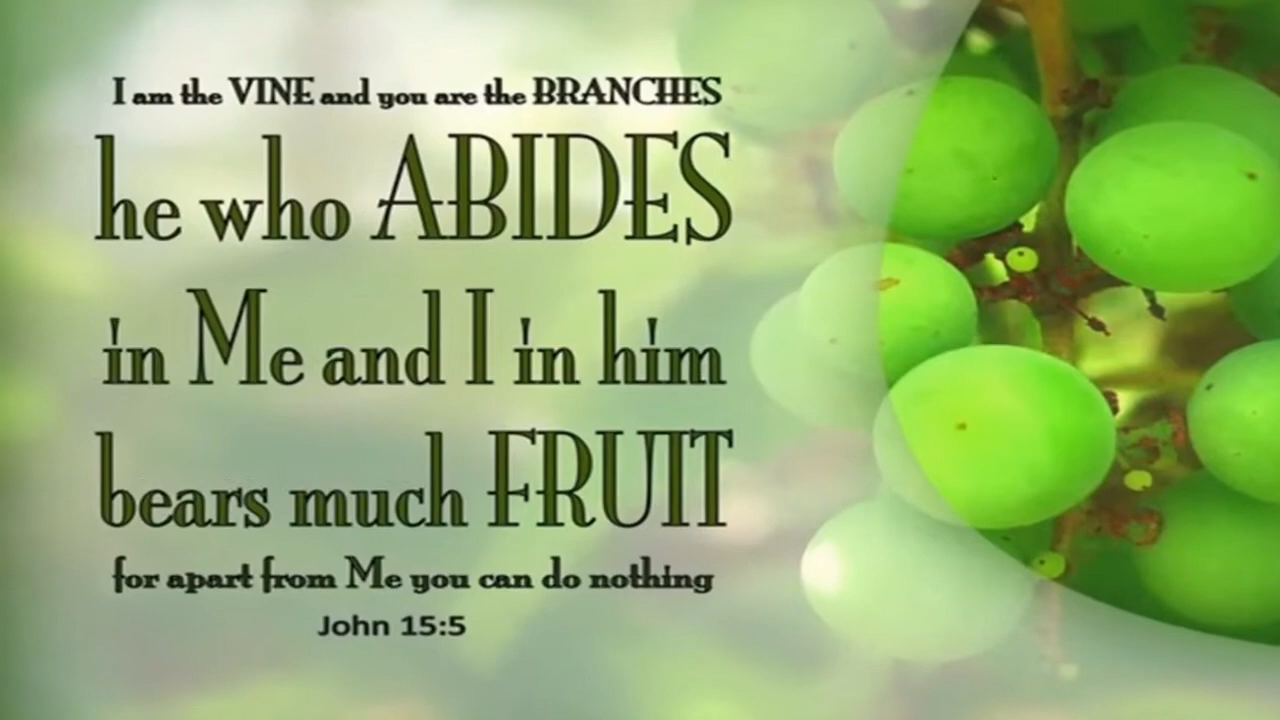 I am the VINE and you are the BRANCHES
he who ABIDES
in Me and I in him
bears much FRUIT
for apart from Me you can do nothing
John 15:5